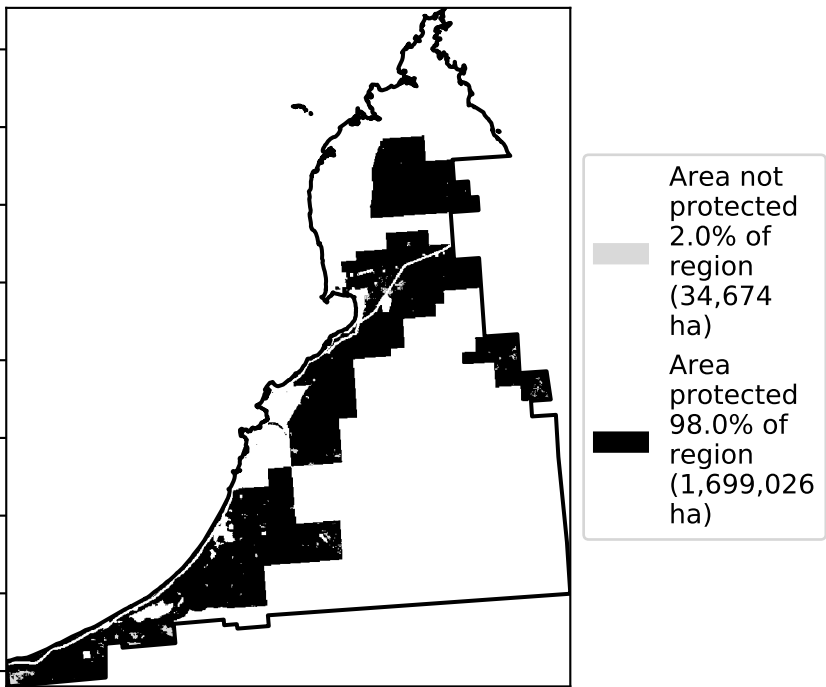 Area not
protected
2.0% of
region
(34,674
ha)
Area
protected
98.0% of
region
(1,699,026
ha)